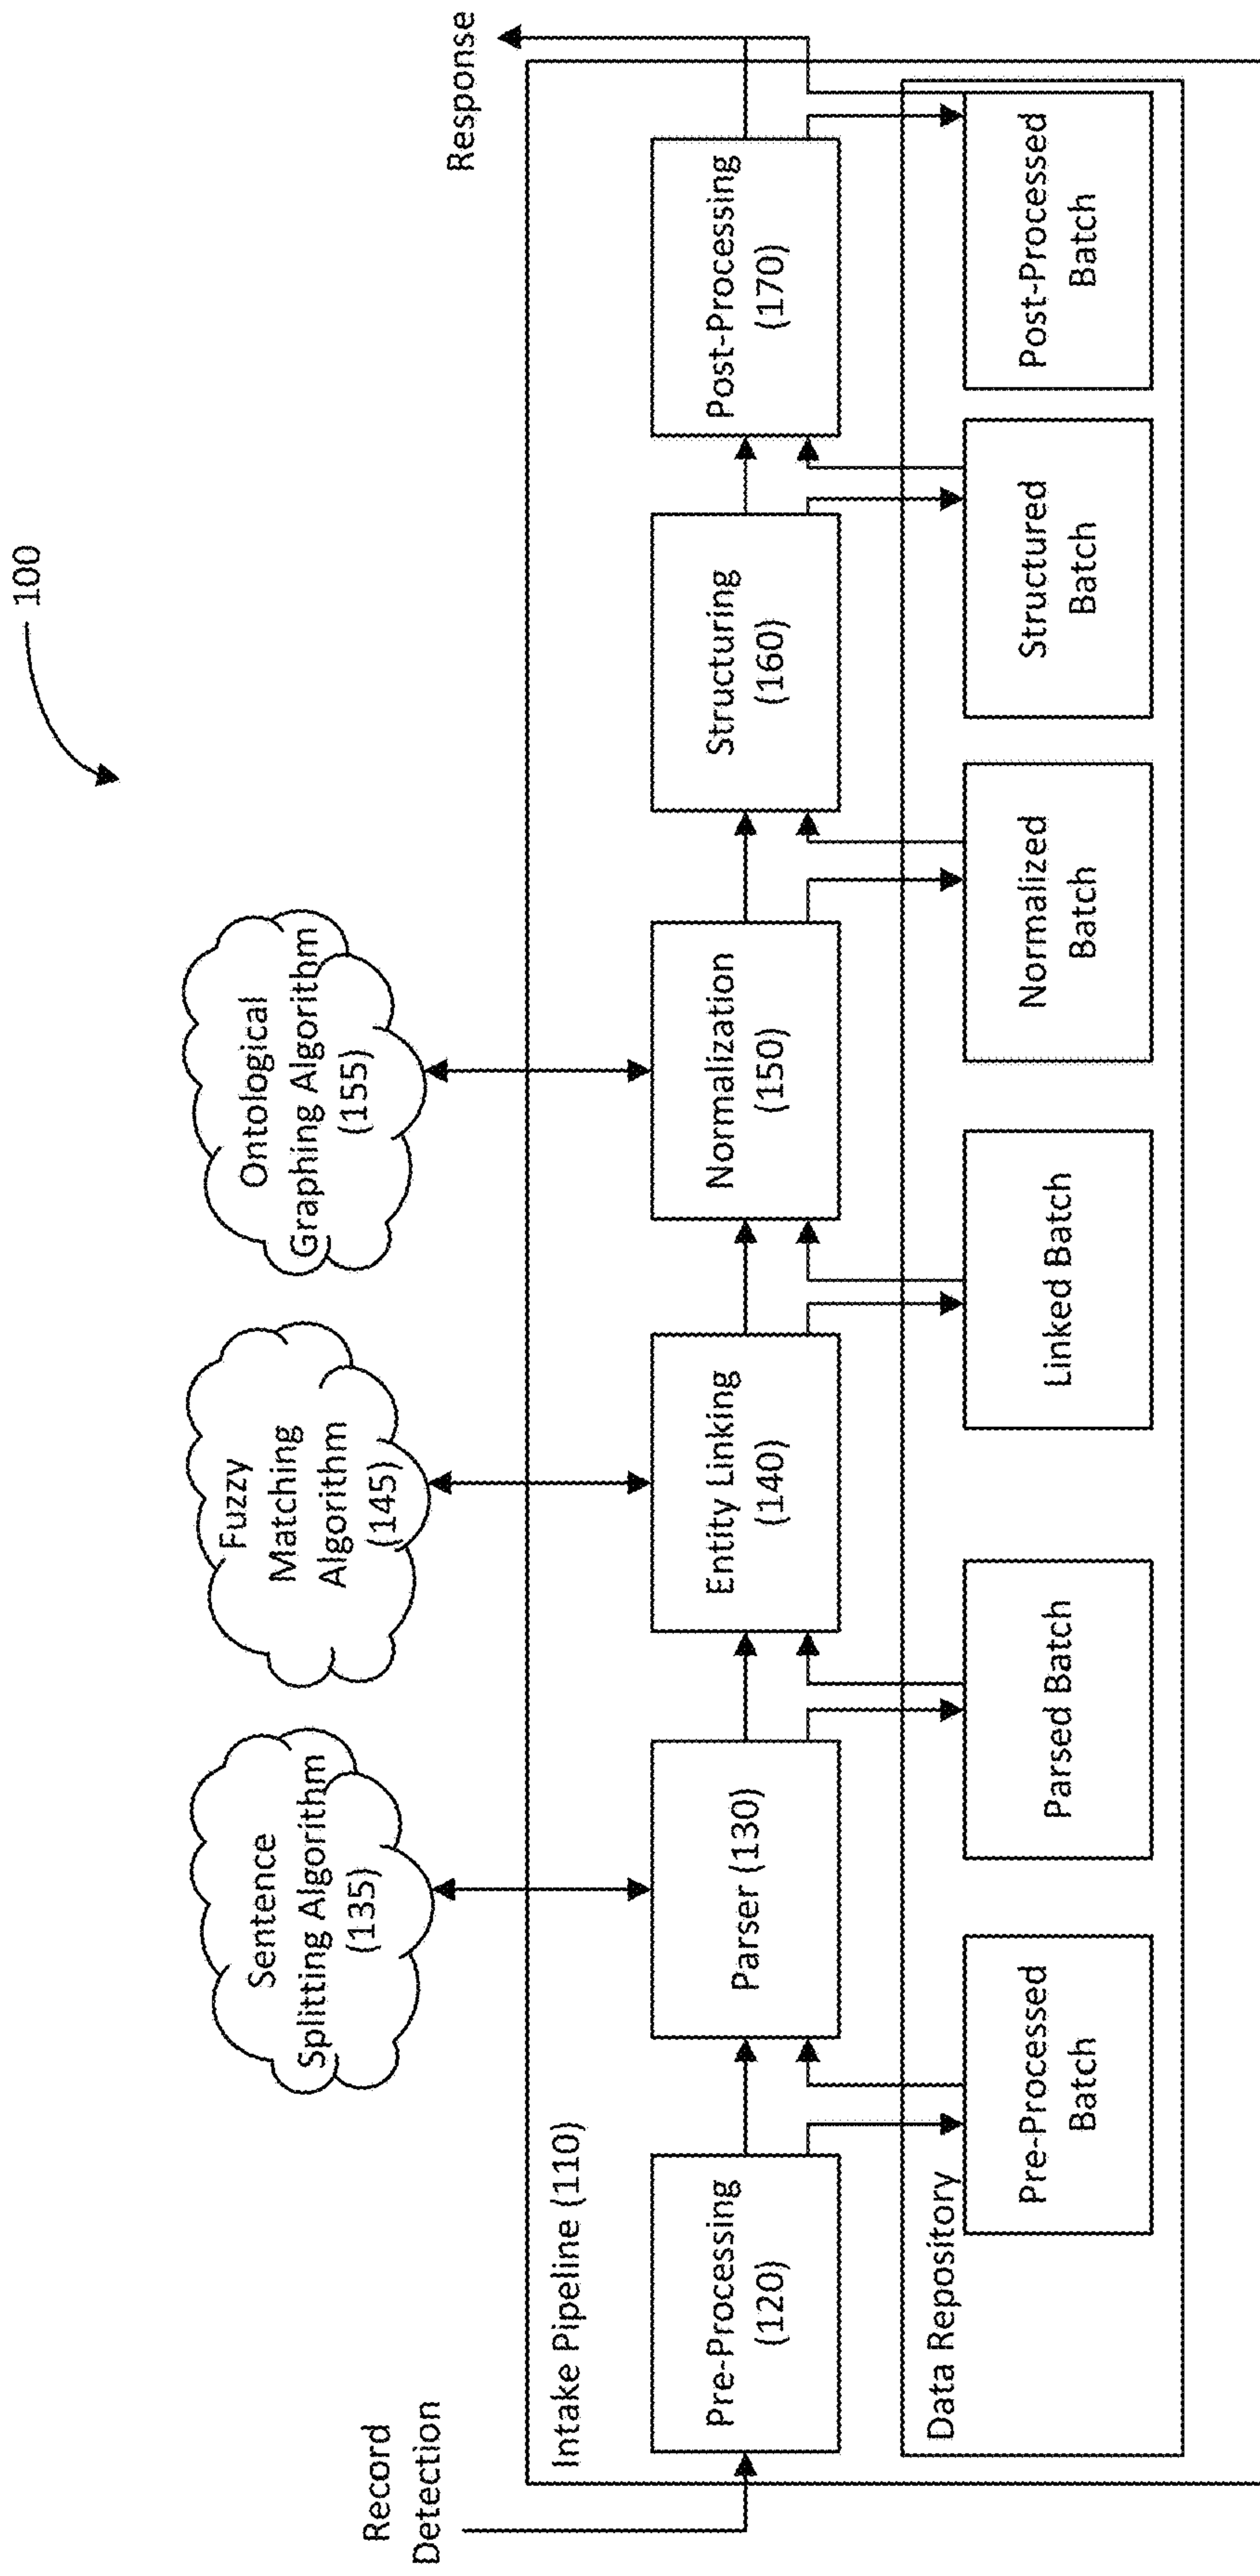 100
Record
Detection
Response
Sentence
Splitting Algorithm
(135)
Fuzzy
Matching
Algorithm
(145)
Ontological
Graphing Algorithm
(155)
Intake Pipeline (110)
Pre-Processing
(120)
Parser (130)
Entity Linking
(140)
Normalization
(150)
Structuring
(160)
Post-Processing
(170)
Data Repository
Pre-Processed
Batch
Parsed Batch
Linked Batch
Normalized
Batch
Structured
Batch
Post-Processed
Batch